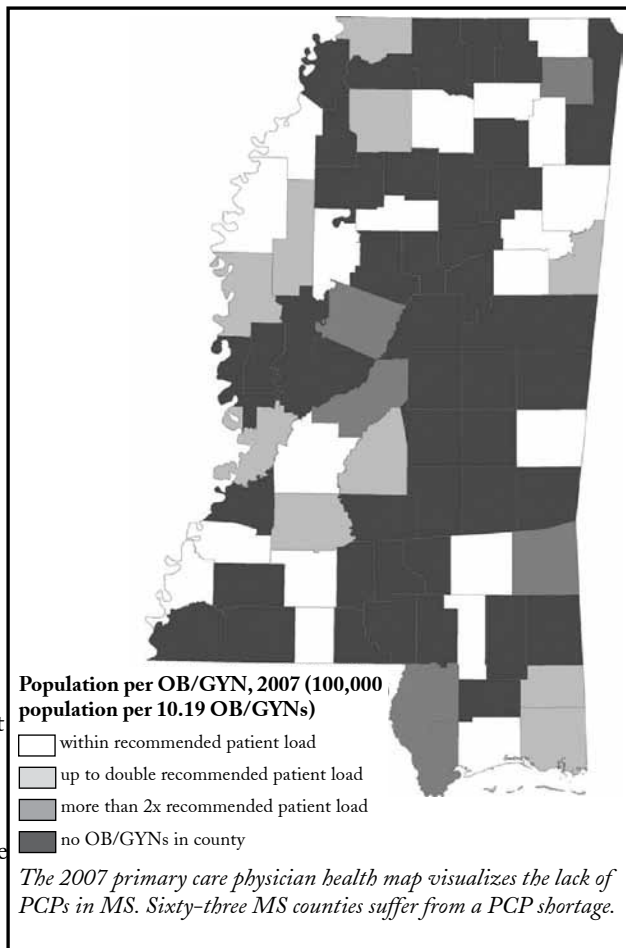 Population per OB/GYN, 2007 (100,000
population per 10.19 OB/GYNs)
within recommended patient load
up to double recommended patient load
more than 2x recommended patient load
no OB/GYNs in county
The 2007 primary care physician health map visualizes the lack of
PCPs in MS. Sixty-three MS counties suffer from a PCP shortage.